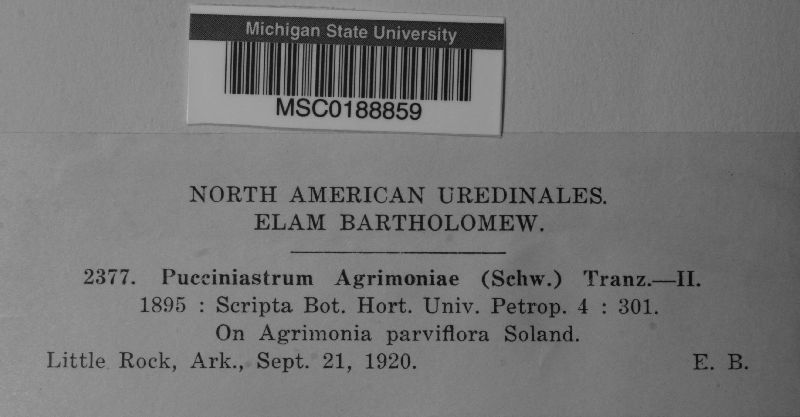 Michigan State University
MSC0188859
NORTH AMERICAN UREDINALES.
ELAM BARTHOLOMEW.
2377. Pucciniastrum Agrimoniae (Schw.) Tranz.—II.
1895 : Scripta Bot. Hort. Univ. Petrop. 4 : 301.
On Agrimonia parviflora Soland.
Little Rock, Ark., Sept. 21, 1920. E. B.